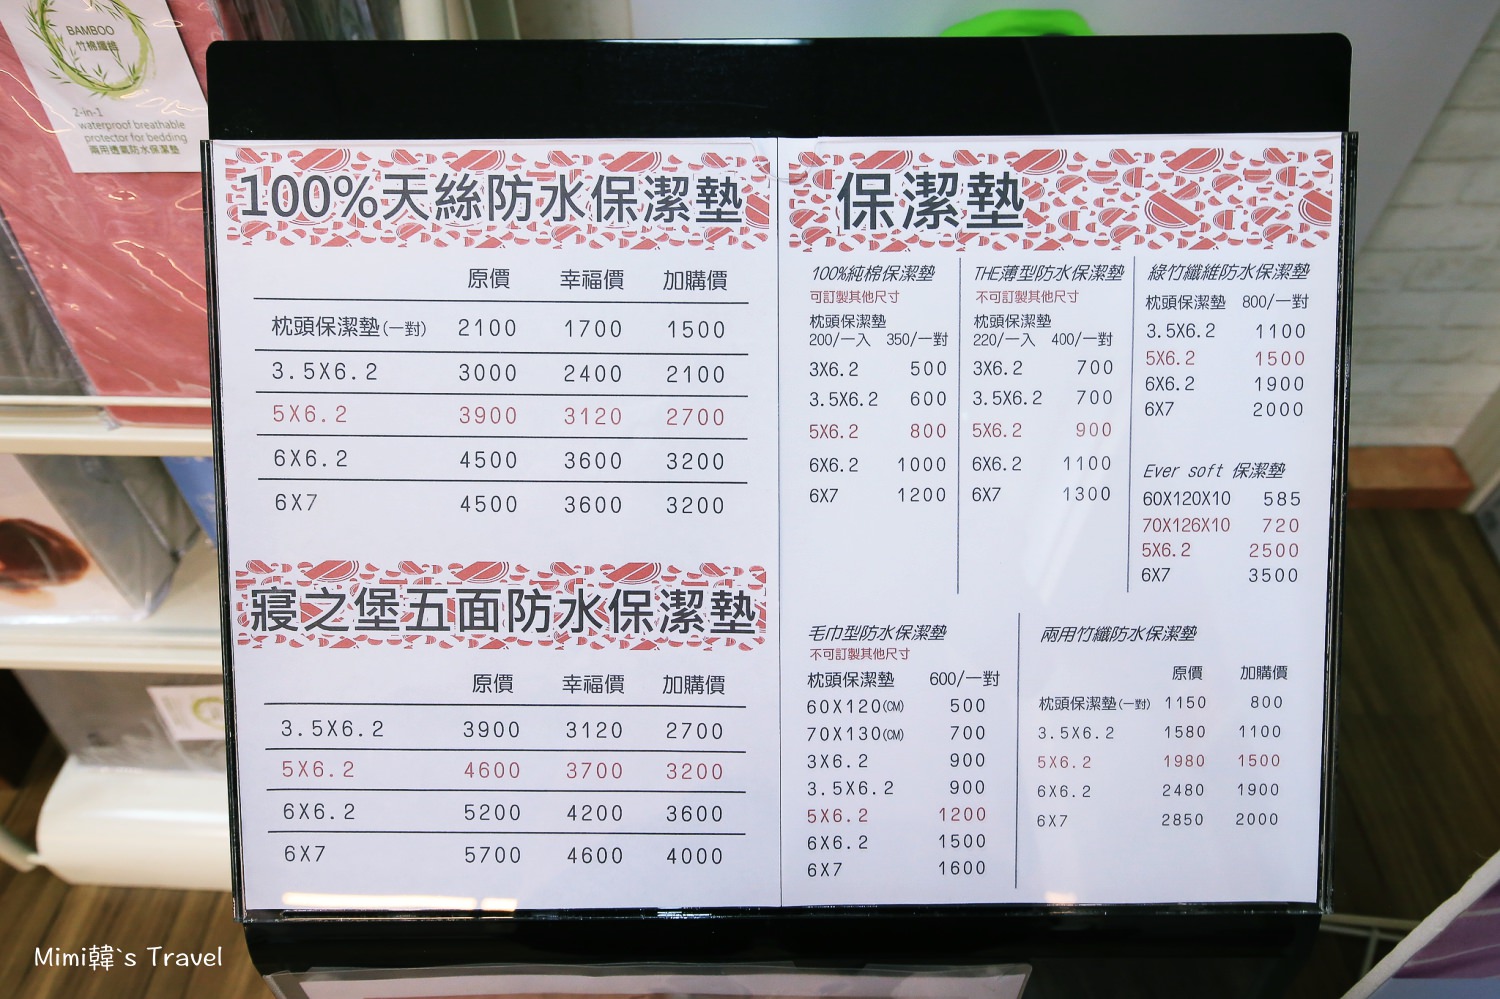 BAMBOO
竹棉纖維
2-in-1
waterproof breathable
protector for bedding
兩用透氣防水保潔墊
100%天絲防水保潔墊
原價 幸福價 加購價
枕頭保潔墊(一對) 2100 1700 1500
3.5X6.2 3000 2400 2100
5X6.2 3900 3120 2700
6X6.2 4500 3600 3200
6X7 4500 3600 3200
寢之堡五面防水保潔墊
原價 幸福價 加購價
3.5X6.2 3900 3120 2700
5X6.2 4600 3700 3200
6X6.2 5200 4200 3600
6X7 5700 4600 4000
保潔墊
100%純棉保潔墊
可訂製其他尺寸
枕頭保潔墊
200/一入 350/一對
3X6.2 500
3.5X6.2 600
5X6.2 800
6X6.2 1000
6X7 1200
THE薄型防水保潔墊
不可訂製其他尺寸
枕頭保潔墊
220/一入 400/一對
3X6.2 700
3.5X6.2 700
5X6.2 900
6X6.2 1100
6X7 1300
綠竹纖維防水保潔墊
枕頭保潔墊 800/一對
3.5X6.2 1100
5X6.2 1500
6X6.2 1900
6X7 2000
Ever soft 保潔墊
60X120X10 585
70X126X10 720
5X6.2 2500
6X7 3500
毛巾型防水保潔墊
不可訂製其他尺寸
枕頭保潔墊 600/一對
60X120(CM) 500
70X130(CM) 700
3X6.2 900
3.5X6.2 900
5X6.2 1200
6X6.2 1500
6X7 1600
兩用竹纖防水保潔墊
原價 加購價
枕頭保潔墊(一對) 1150 800
3.5X6.2 1580 1100
5X6.2 1980 1500
6X6.2 2480 1900
6X7 2850 2000
Mimi韓`s Travel